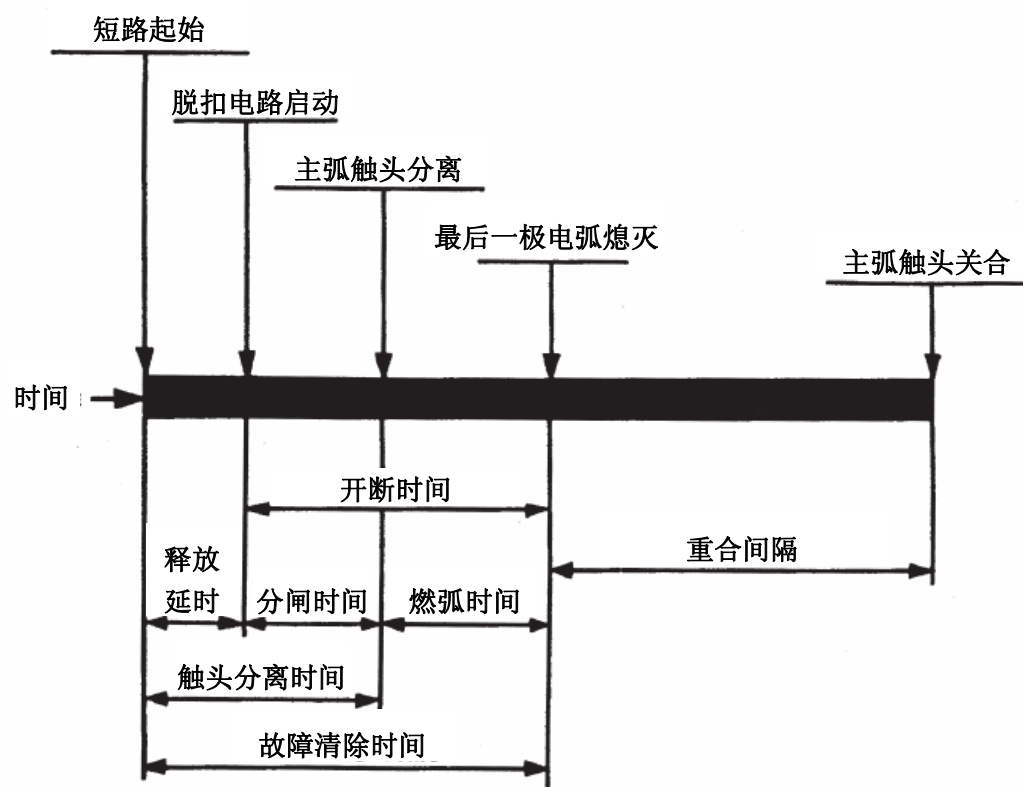 短路起始
脱扣电路启动
主弧触头分离
最后一极电弧熄灭
主弧触头关合
时间
开断时间
重合间隔
释放
延时
分闸时间
燃弧时间
触头分离时间
故障清除时间